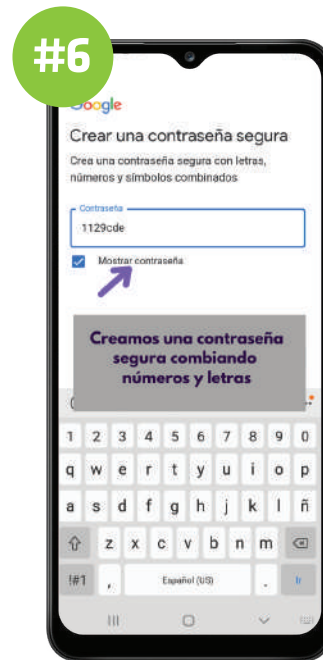 #6
Google
Crear una contraseña segura
Crea una contraseña segura con letras,
números y símbolos combinados
Contraseña
1129cde
Mostrar contraseña
Creamos una contraseña
segura combiando
números y letras
1 2 3 4 5 6 7 8 9 0
q w e r t y u i o p
a s d f g h j k l ñ
z x c v b n m
!#1 , Español (US) . Ir